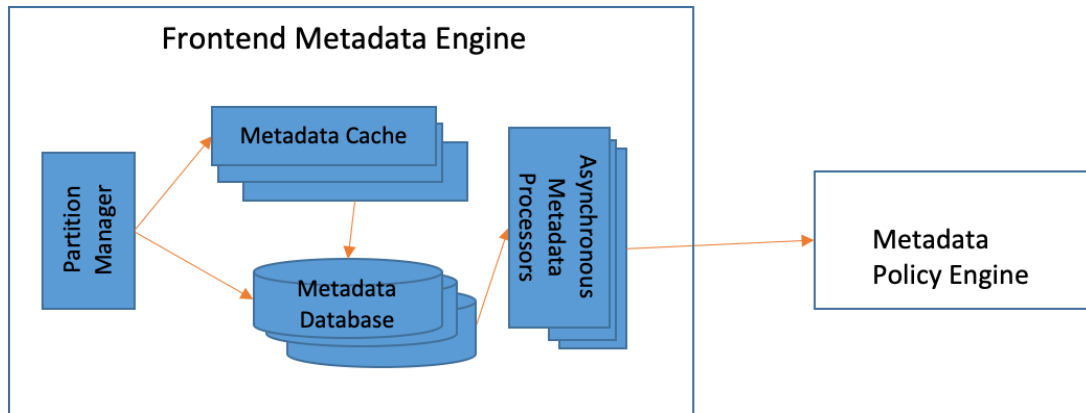 Frontend Metadata Engine
Partition
Manager
Metadata Cache
Metadata
Database
Asynchronous
Metadata
Processors
Metadata
Policy Engine